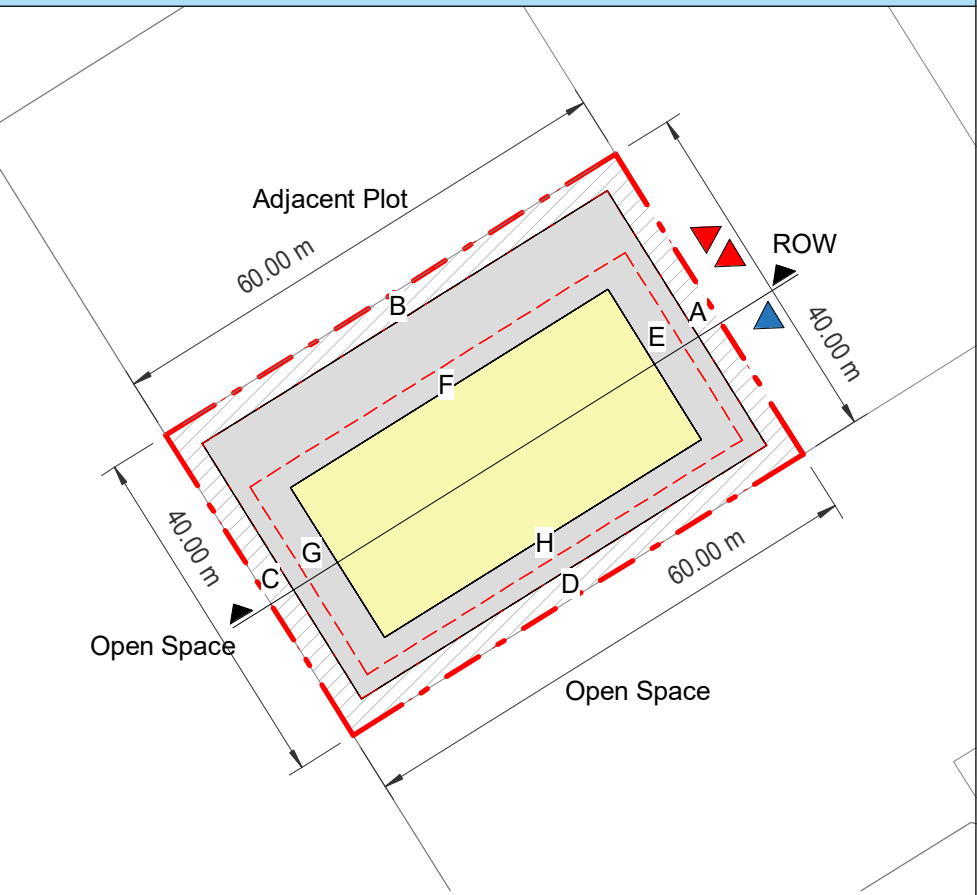 Adjacent Plot
60.00 m
ROW
B
A
40.00 m
E
F
40.00 m
G
H
C
D
60.00 m
Open Space
Open Space